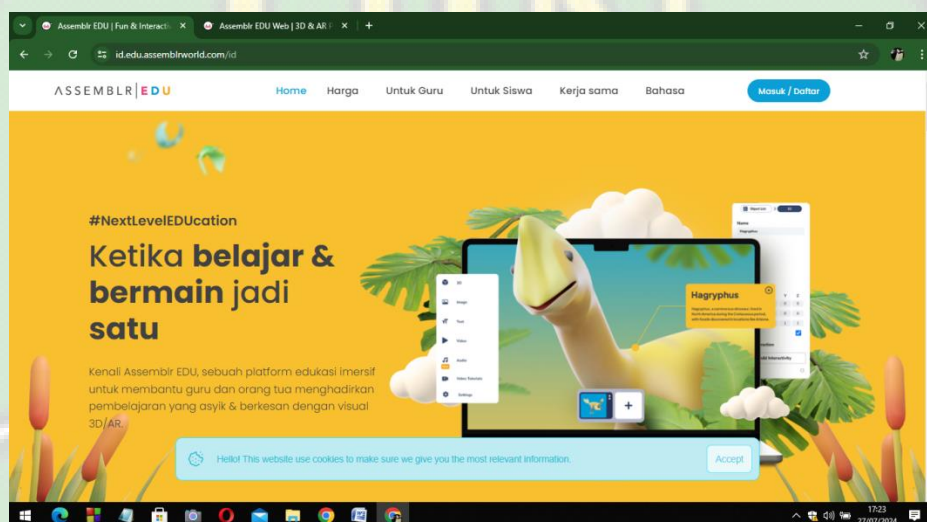 Assemblr EDU | Fun & Interacti
Assemblr EDU Web | 3D & AR
id.edu.assemblrworld.com/id
ASSEMBLR EDU
Home Harga Untuk Guru Untuk Siswa Kerja sama Bahasa Masuk / Daftar
#NextLevelEDUcation
Ketika belajar &
bermain jadi
satu
Kenali Assemblr EDU, sebuah platform edukasi imersif
untuk membantu guru dan orang tua menghadirkan
pembelajaran yang asyik & berkesan dengan visual
3D/AR.
3D
Image
Text
Video
Audio
Video Tutorials
Settings
Hagryphus
Name
Hagryphus
Y Z
Hello! This website use cookies to make sure we give you the most relevant information.
Accept
17:23
27/07/2024